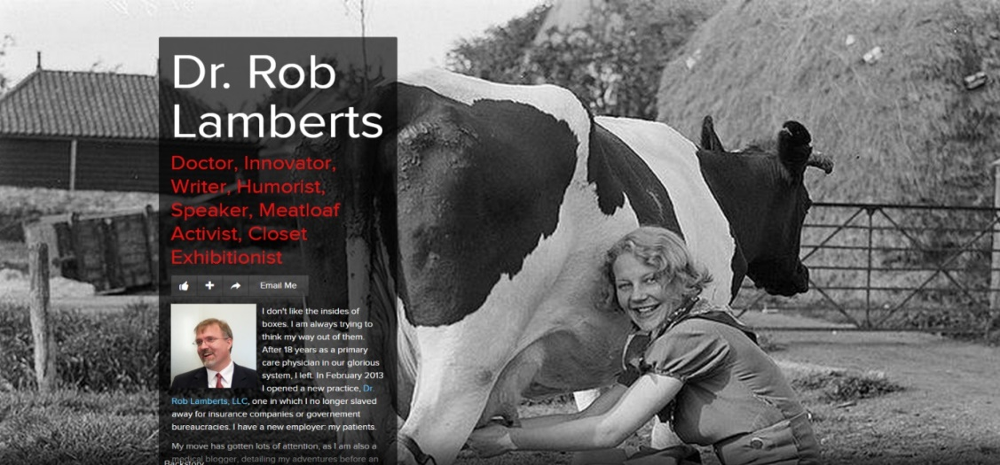 Dr. Rob
Lamberts
Doctor, Innovator,
Writer, Humorist,
Speaker, Meatloaf
Activist, Closet
Exhibitionist
Email Me
I don't like the insides of
boxes. I am always trying to
think my way out of them.
After 18 years as a primary
care physician in our glorious
system, I left. In February 2013
I opened a new practice, Dr.
Rob Lamberts, LLC, one in which I no longer slaved
away for insurance companies or governement
bureaucracies. I have a new employer: my patients.
My move has gotten lots of attention, as I am also a
medical blogger, detailing my adventures before an
Backstory